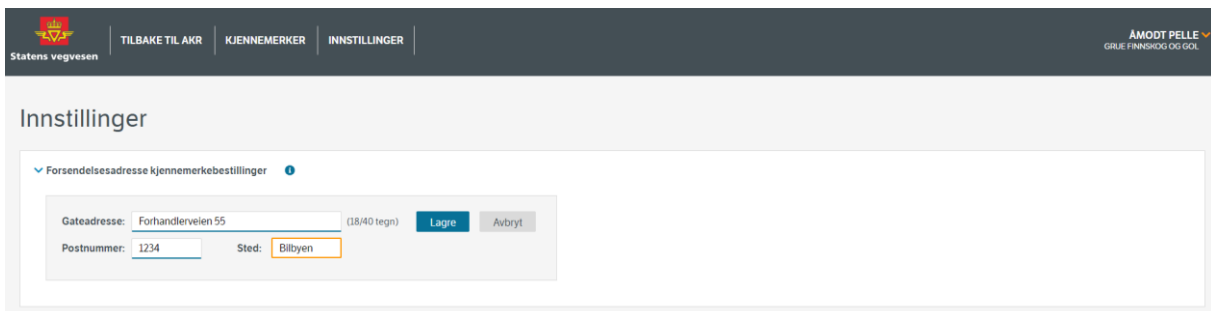 Statens vegvesen
TILBAKE TIL AKR
KJENNEMERKER
INNSTILLINGER
ÅMODT PELLE
GRUE FINNSKOG OG GOL
Innstillinger
Forsendelsesadresse kjennemerkebestillinger
Gateadresse: Forhandlerveien 55 (18/40 tegn) Lagre Avbryt
Postnummer: 1234 Sted: Bilbyen